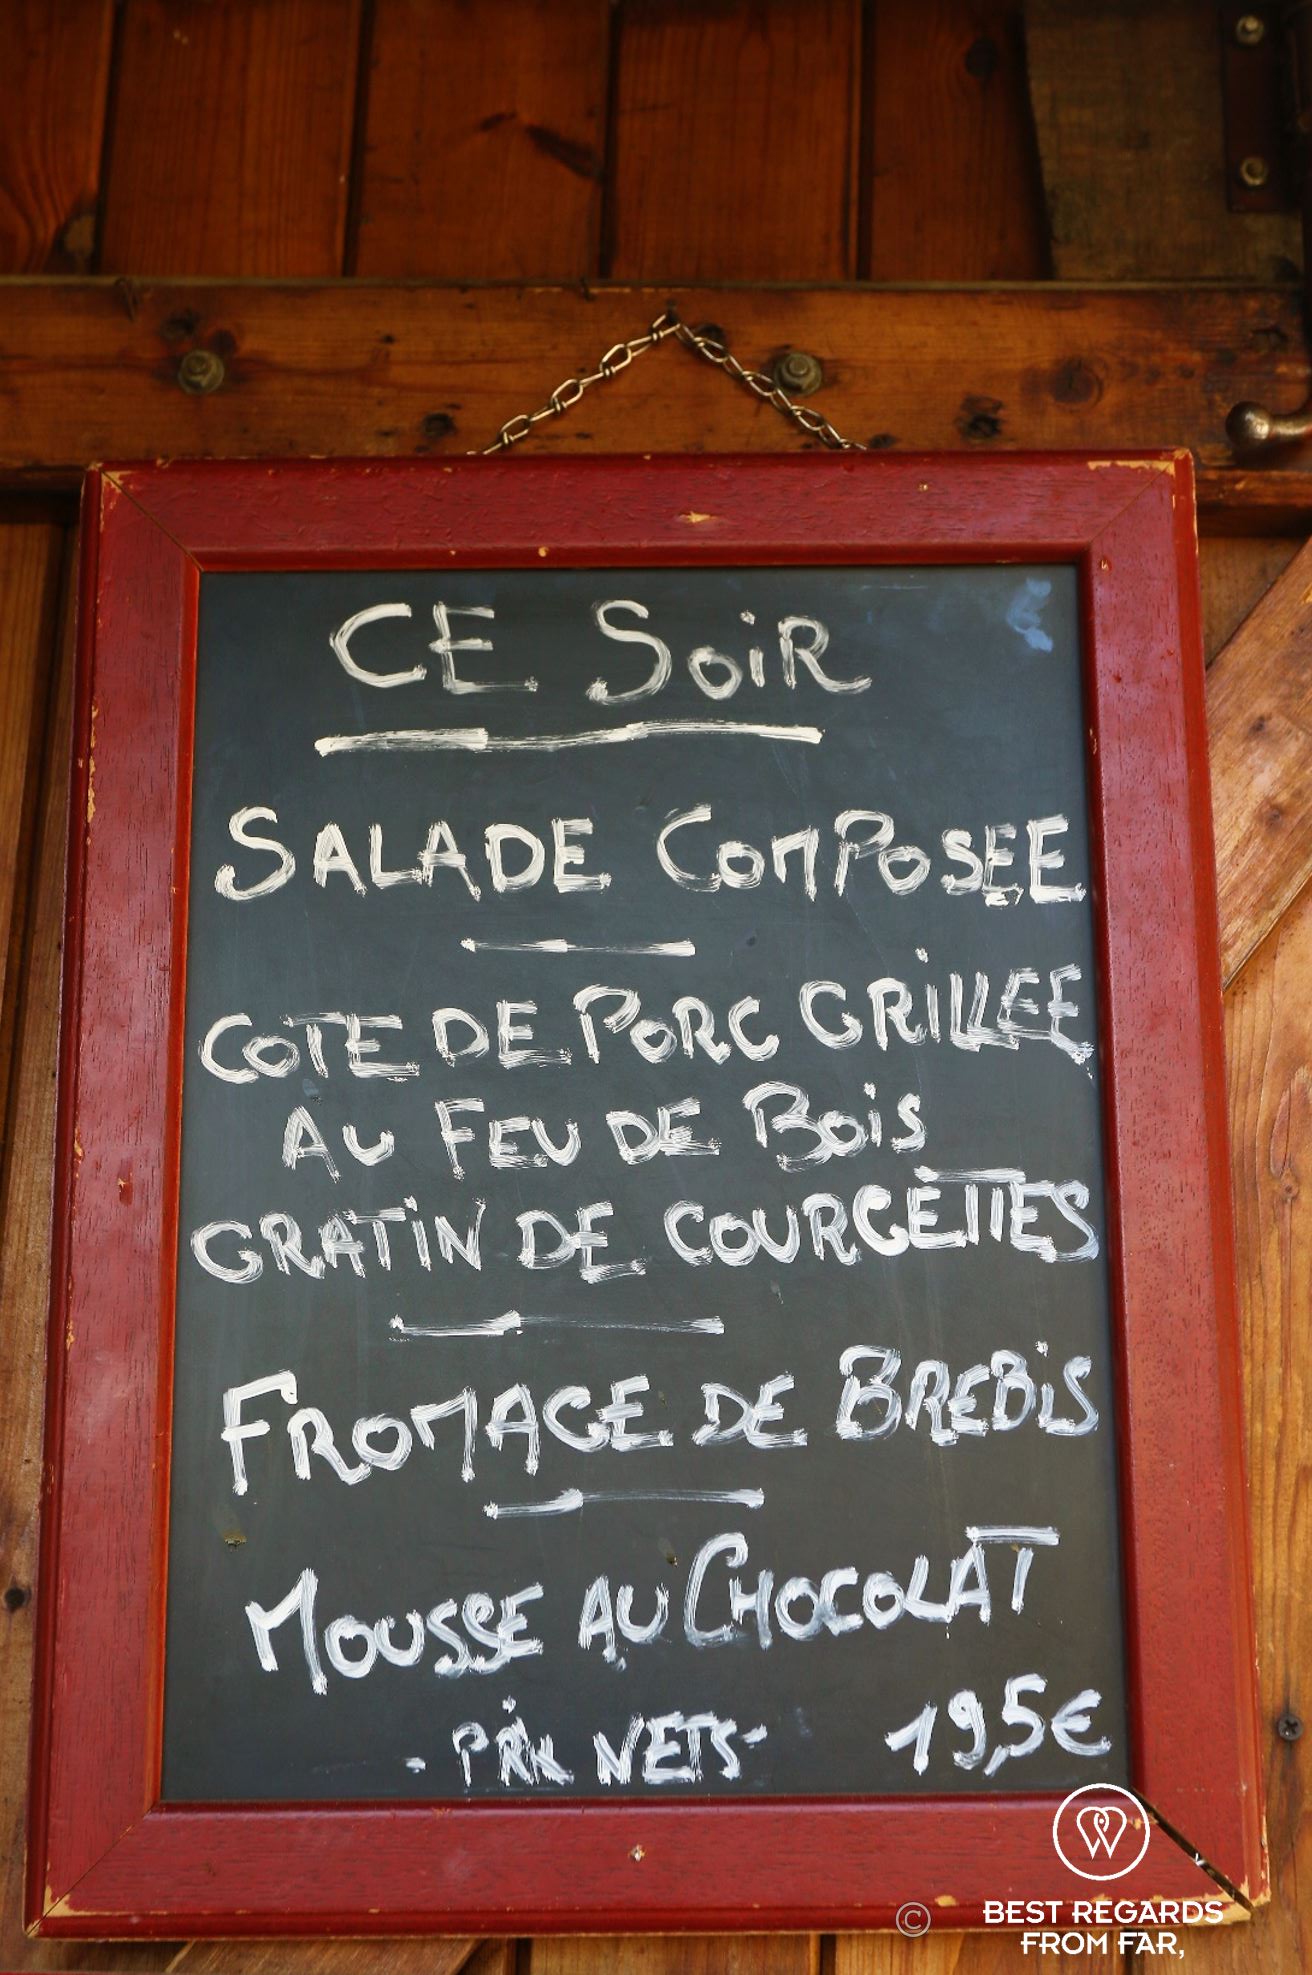 CE SOIR
SALADE COMPOSEE
COTE DE PORC GRILLEE
AU FEU DE BOIS
GRATIN DE COURGETTES
FROMAGE DE BREBIS
MOUSSE AU CHOCOLAT
- PRIX NETS - 19,5€
© BEST REGARDS
FROM FAR,